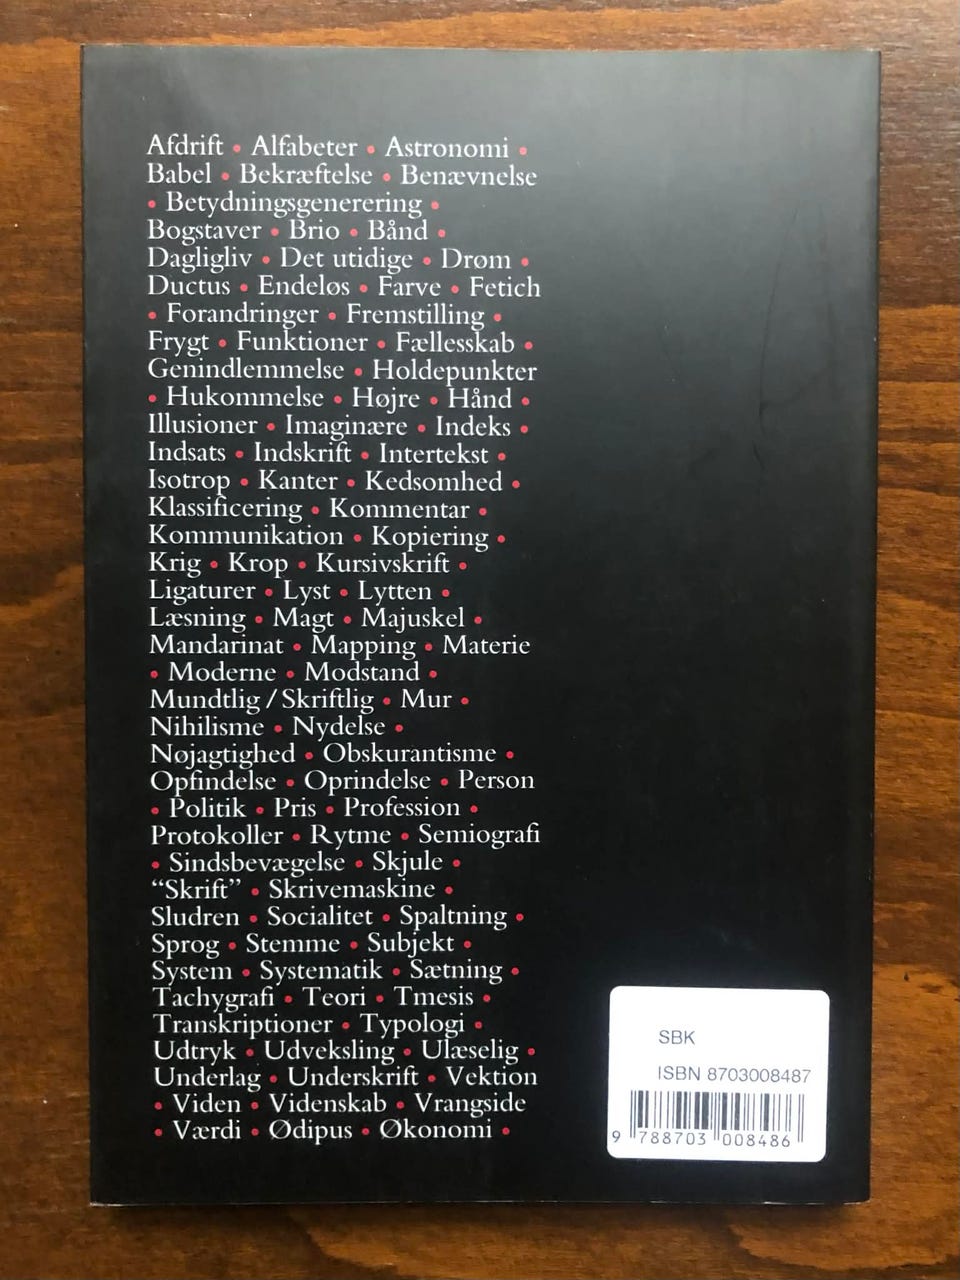 Afdrift • Alfabeter • Astronomi •
Babel • Bekræftelse • Benævnelse
• Betydningsgenerering •
Bogstaver • Brio • Bånd •
Dagligliv • Det utidige • Drøm •
Ductus • Endeløs • Farve • Fetich
• Forandringer • Fremstilling •
Frygt • Funktioner • Fællesskab •
Genindlemmelse • Holdepunkter
• Hukommelse • Højre • Hånd •
Illusioner • Imaginære • Indeks •
Indsats • Indskrift • Intertekst •
Isotrop • Kanter • Kedsomhed •
Klassificering • Kommentar •
Kommunikation • Kopiering •
Krig • Krop • Kursivskrift •
Ligaturer • Lyst • Lytten •
Læsning • Magt • Majuskel •
Mandarinat • Mapping • Materie
• Moderne • Modstand •
Mundtlig / Skriftlig • Mur •
Nihilisme • Nydelse •
Nøjagtighed • Obskurantisme •
Opfindelse • Oprindelse • Person
• Politik • Pris • Profession •
Protokoller • Rytme • Semiografi
• Sindsbevægelse • Skjule •
“Skrift” • Skrivemaskine •
Sludren • Socialitet • Spaltning •
Sprog • Stemme • Subjekt •
System • Systematik • Sætning •
Tachygrafi • Teori • Tmesis •
Transkriptioner • Typologi •
Udtryk • Udveksling • Ulæselig •
Underlag • Underskrift • Vektion
• Viden • Videnskab • Vrangside
• Værdi • Ødipus • Økonomi •
SBK
ISBN 8703008487
9 788703 008486